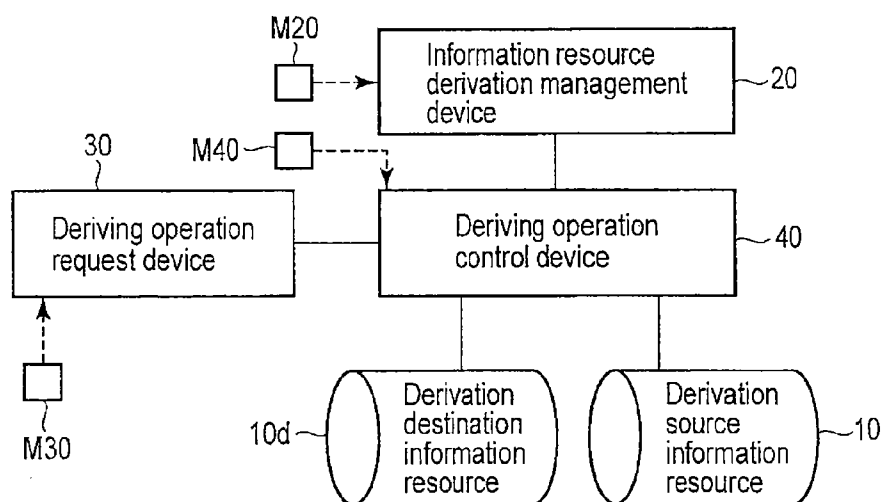 M20
Information resource
derivation management
device
20
M40
30
Deriving operation
request device
Deriving operation
control device
40
M30
10d
Derivation
destination
information
resource
Derivation
source
information
resource
10